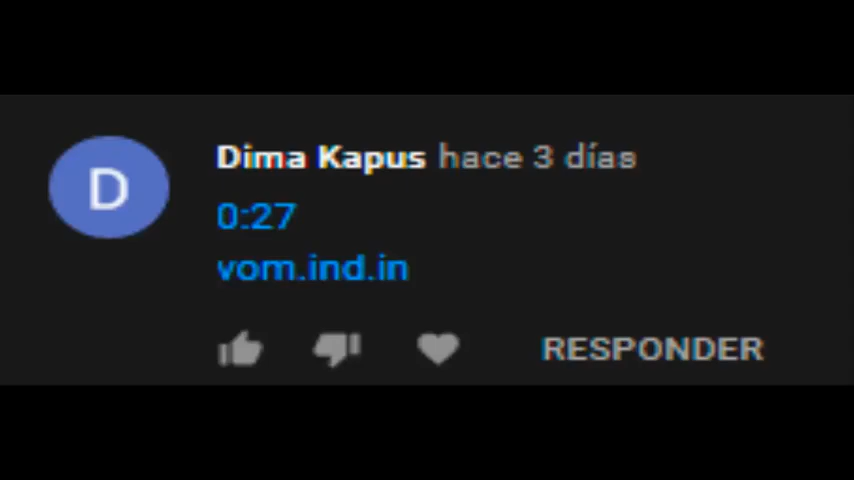 D
Dima Kapus hace 3 días
0:27
vom.ind.in
RESPONDER